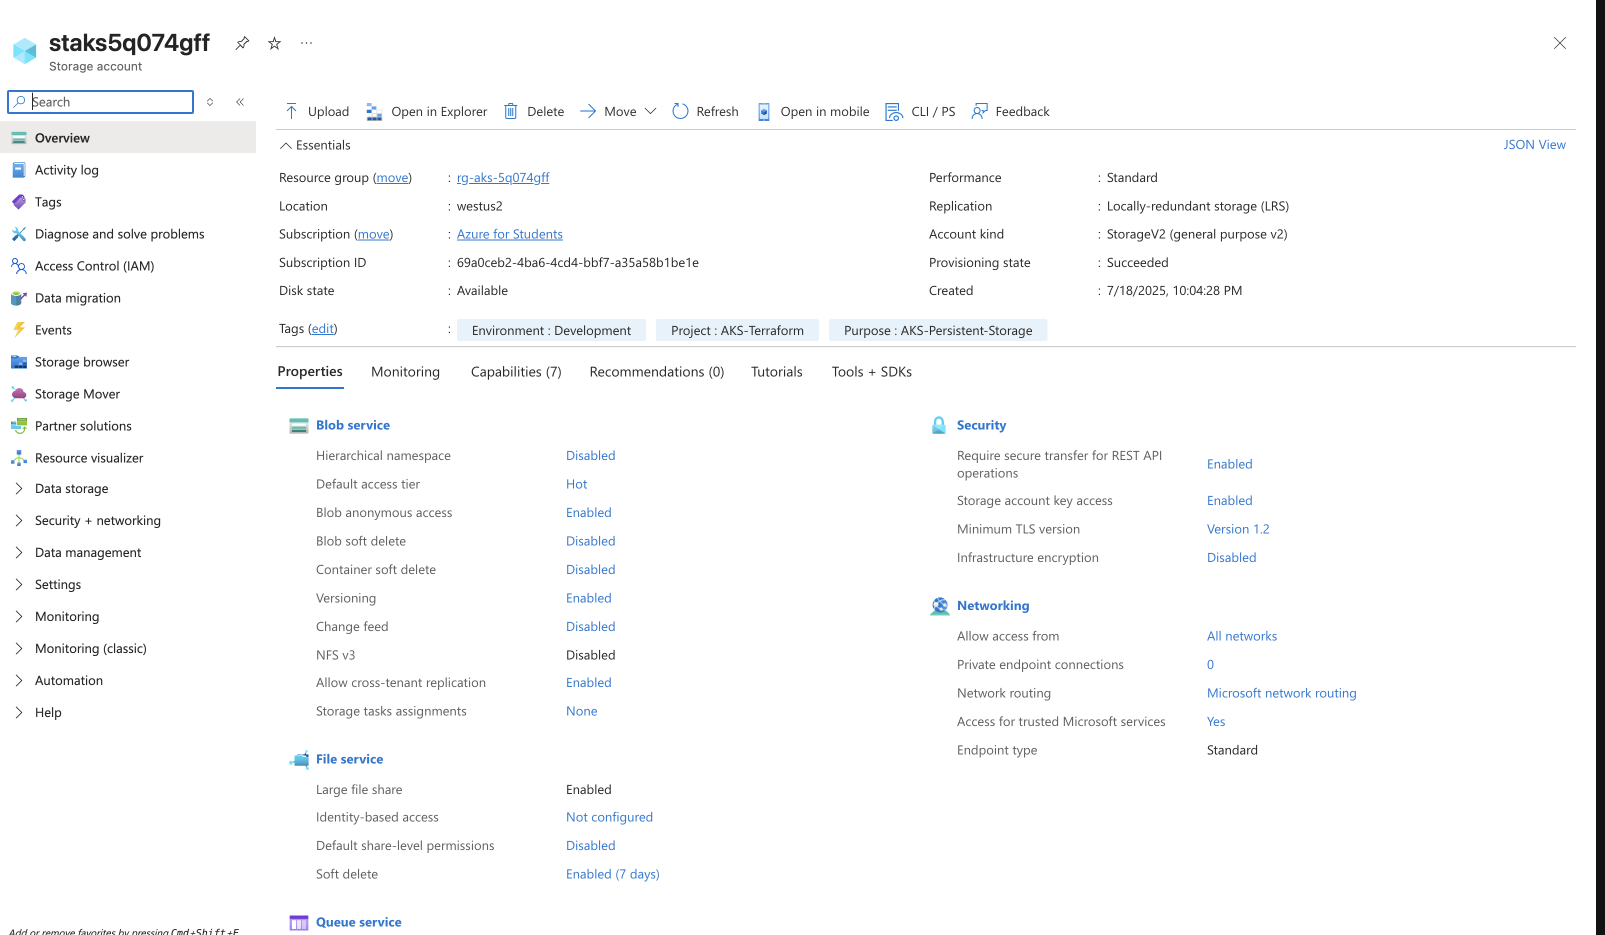 staks5q074gff
Storage account
Search
Overview
Activity log
Tags
Diagnose and solve problems
Access Control (IAM)
Data migration
Events
Storage browser
Storage Mover
Partner solutions
Resource visualizer
Data storage
Security + networking
Data management
Settings
Monitoring
Monitoring (classic)
Automation
Help
Add or remove favorites by pressing Cmd+Shift+F
Upload Open in Explorer Delete Move Refresh Open in mobile CLI / PS Feedback
Essentials JSON View
Resource group (move) : rg-aks-5q074gff
Location : westus2
Subscription (move) : Azure for Students
Subscription ID : 69a0ceb2-4ba6-4cd4-bbf7-a35a58b1be1e
Disk state : Available
Performance : Standard
Replication : Locally-redundant storage (LRS)
Account kind : StorageV2 (general purpose v2)
Provisioning state : Succeeded
Created : 7/18/2025, 10:04:28 PM
Tags (edit) : Environment : Development Project : AKS-Terraform Purpose : AKS-Persistent-Storage
Properties Monitoring Capabilities (7) Recommendations (0) Tutorials Tools + SDKs
Blob service
Hierarchical namespace Disabled
Default access tier Hot
Blob anonymous access Enabled
Blob soft delete Disabled
Container soft delete Disabled
Versioning Enabled
Change feed Disabled
NFS v3 Disabled
Allow cross-tenant replication Enabled
Storage tasks assignments None
File service
Large file share Enabled
Identity-based access Not configured
Default share-level permissions Disabled
Soft delete Enabled (7 days)
Queue service
Security
Require secure transfer for REST API
operations Enabled
Storage account key access Enabled
Minimum TLS version Version 1.2
Infrastructure encryption Disabled
Networking
Allow access from All networks
Private endpoint connections 0
Network routing Microsoft network routing
Access for trusted Microsoft services Yes
Endpoint type Standard